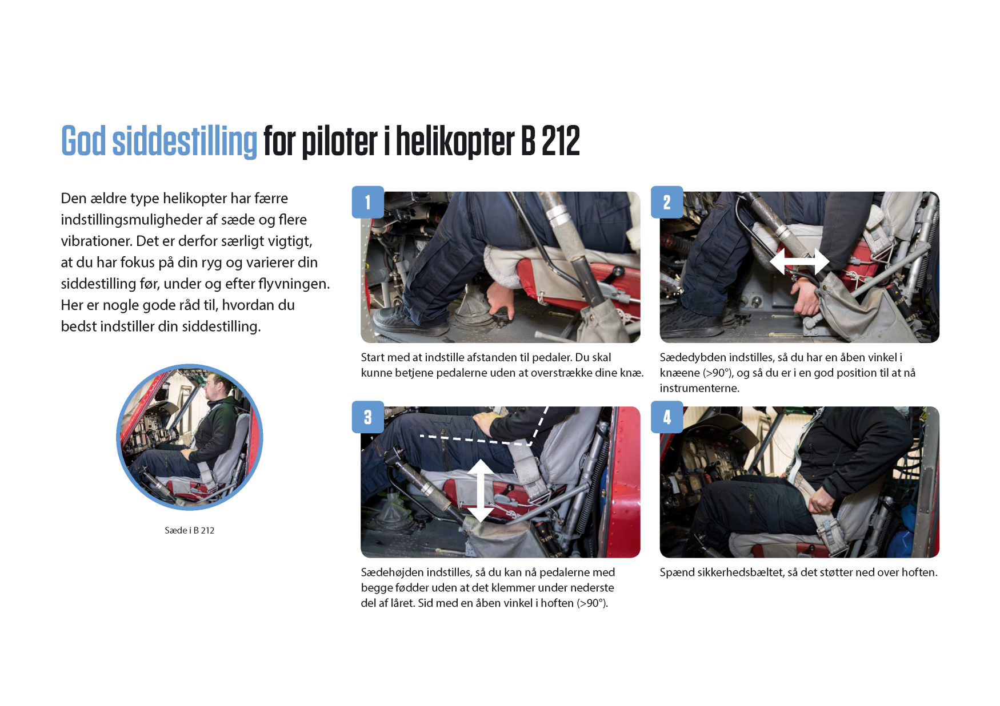 God siddestilling for piloter i helikopter B 212
Den ældre type helikopter har færre
indstillingsmuligheder af sæde og flere
vibrationer. Det er derfor særligt vigtigt,
at du har fokus på din ryg og varierer din
siddestilling før, under og efter flyvningen.
Her er nogle gode råd til, hvordan du
bedst indstiller din siddestilling.
Sæde i B 212
1
Start med at indstille afstanden til pedaler. Du skal
kunne betjene pedalerne uden at overstrække dine knæ.
2
Sædedybden indstilles, så du har en åben vinkel i
knæene (>90°), og så du er i en god position til at nå
instrumenterne.
3
Sædehøjden indstilles, så du kan nå pedalerne med
begge fødder uden at det klemmer under nederste
del af låret. Sid med en åben vinkel i hoften (>90°).
4
Spænd sikkerhedsbæltet, så det støtter ned over hoften.